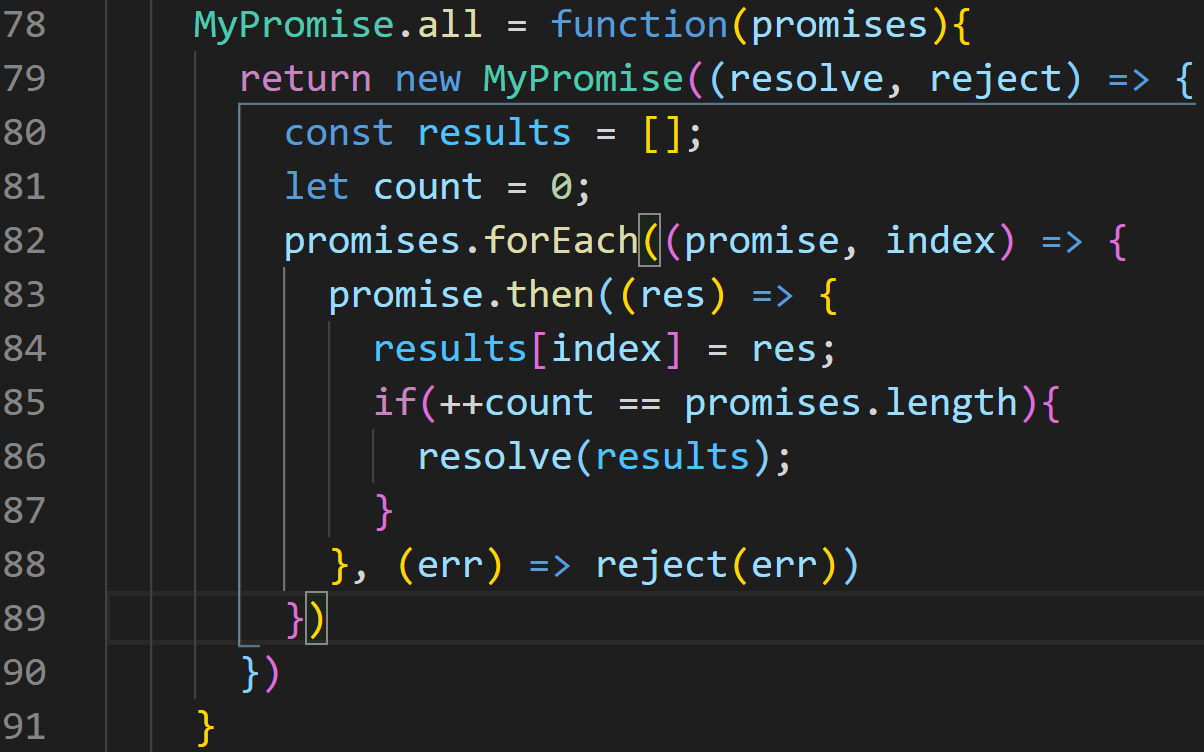 78 MyPromise.all = function(promises){
79 return new MyPromise((resolve, reject) => {
80 const results = [];
81 let count = 0;
82 promises.forEach((promise, index) => {
83 promise.then((res) => {
84 results[index] = res;
85 if(++count == promises.length){
86 resolve(results);
87 }
88 }, (err) => reject(err))
89 })
90 })
91 }